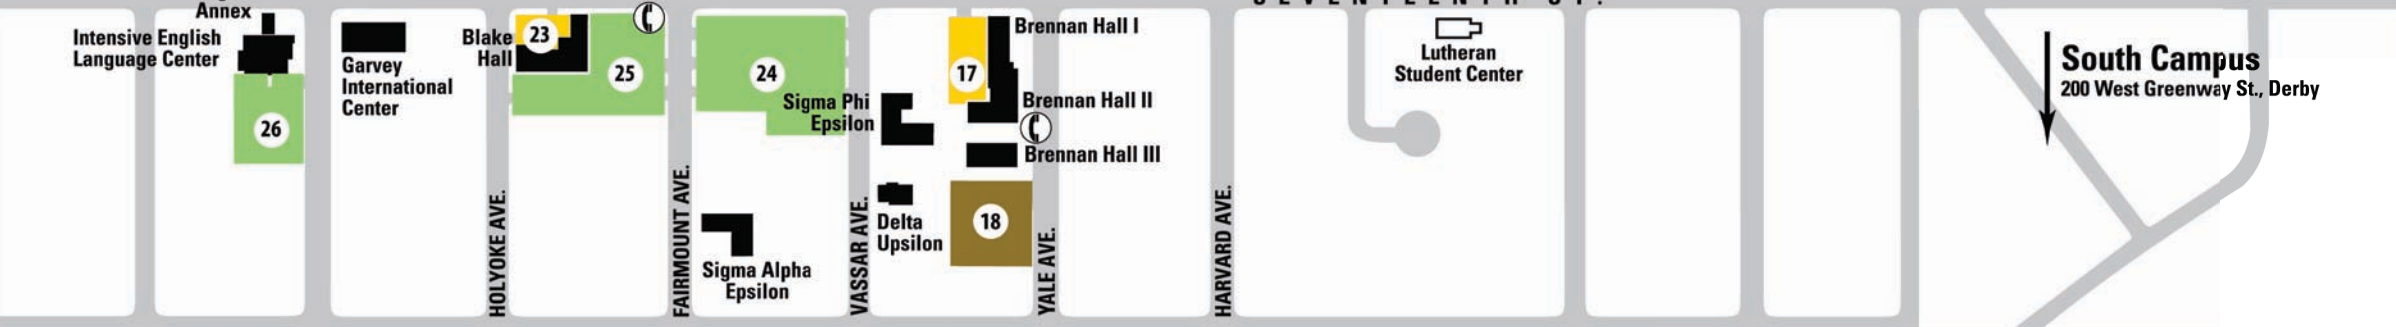 SEVENTEENTH ST.
Annex
Intensive English
Language Center
26
Garvey
International
Center
Blake
Hall
23
25
24
Sigma Phi
Epsilon
17
Brennan Hall I
Brennan Hall II
Brennan Hall III
18
Delta
Upsilon
Sigma Alpha
Epsilon
HOLYOKE AVE.
FAIRMOUNT AVE.
VASSAR AVE.
YALE AVE.
HARVARD AVE.
Lutheran
Student Center
South Campus
200 West Greenway St., Derby